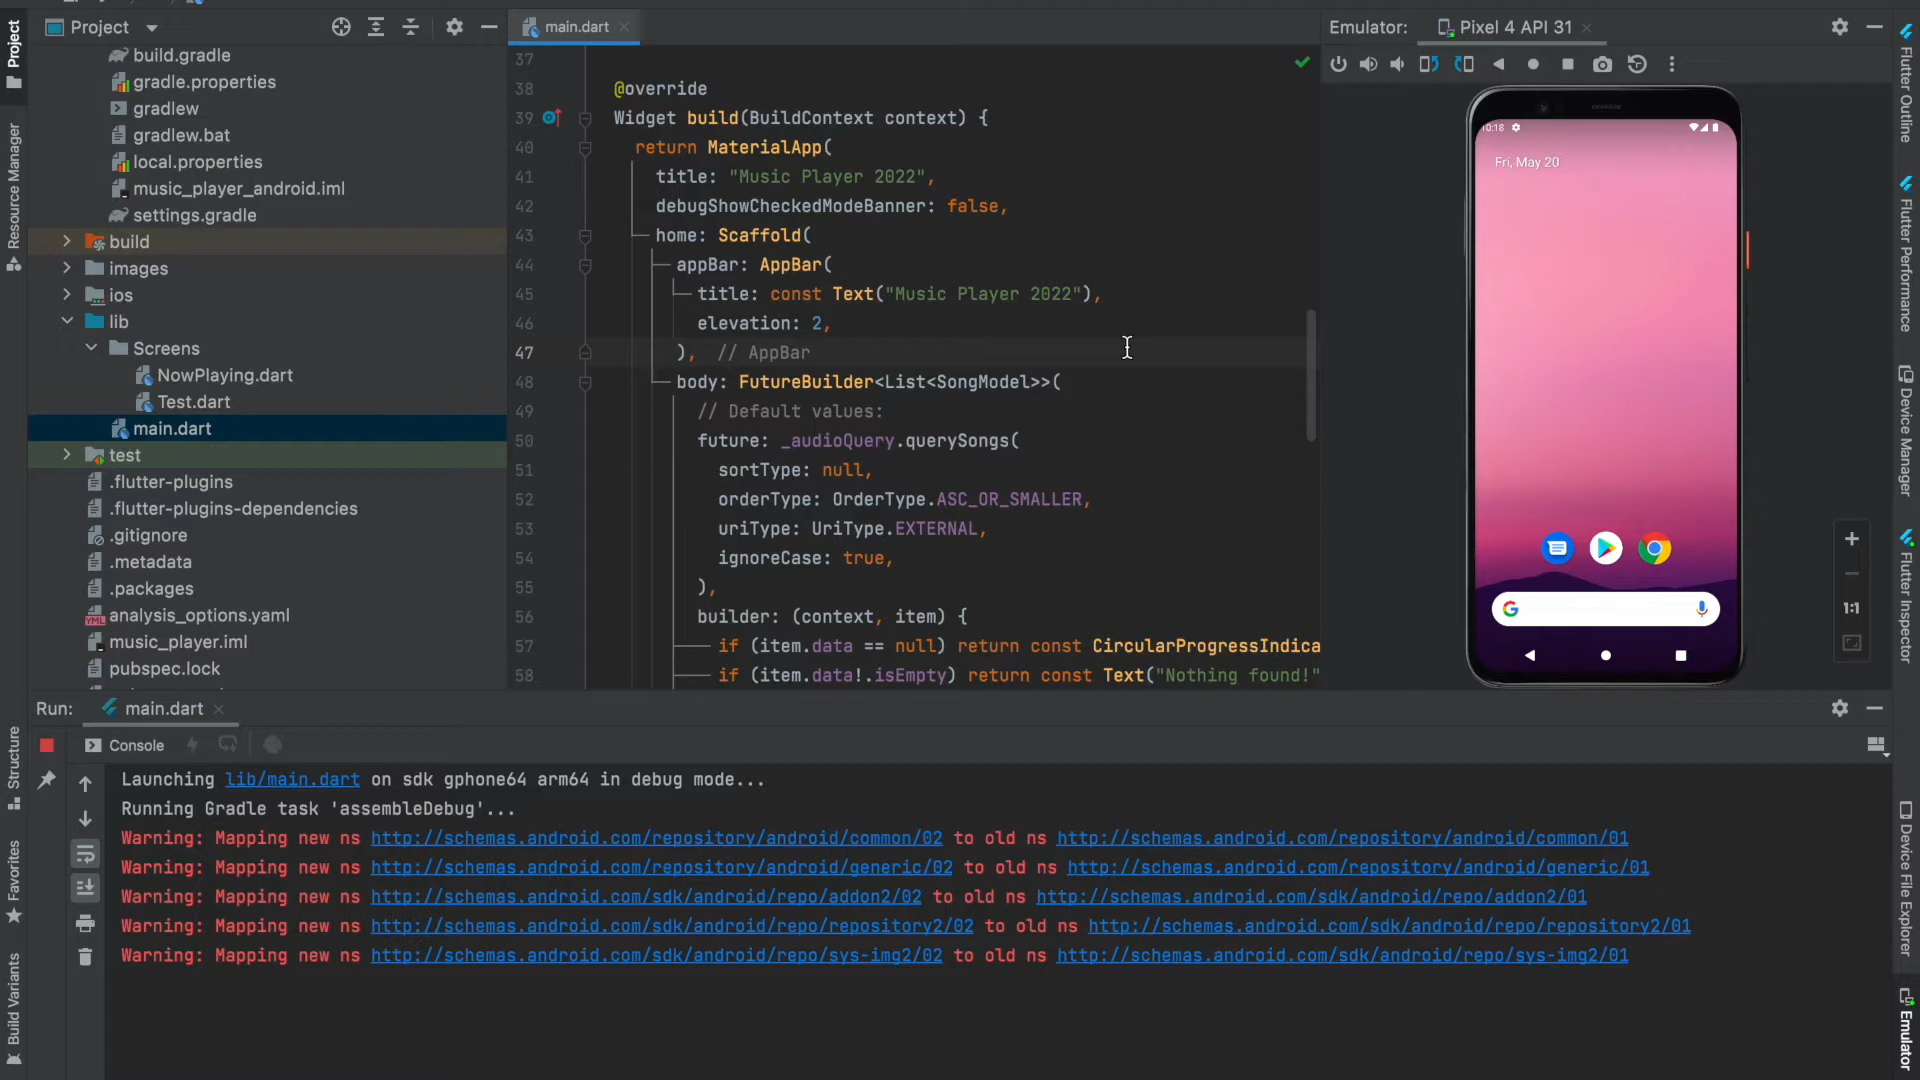 Project
main.dart
Emulator:
Pixel 4 API 31
build.gradle
gradle.properties
gradlew
gradlew.bat
local.properties
music_player_android.iml
settings.gradle
build
images
ios
lib
Screens
NowPlaying.dart
Test.dart
main.dart
test
.flutter-plugins
.flutter-plugins-dependencies
.gitignore
.metadata
.packages
analysis_options.yaml
music_player.iml
pubspec.lock
37
38 @override
39 Widget build(BuildContext context) {
40 return MaterialApp(
41 title: "Music Player 2022",
42 debugShowCheckedModeBanner: false,
43 home: Scaffold(
44 appBar: AppBar(
45 title: const Text("Music Player 2022"),
46 elevation: 2,
47 ), // AppBar
48 body: FutureBuilder<List<SongModel>>(
49 // Default values:
50 future: _audioQuery.querySongs(
51 sortType: null,
52 orderType: OrderType.ASC_OR_SMALLER,
53 uriType: UriType.EXTERNAL,
54 ignoreCase: true,
55 ),
56 builder: (context, item) {
57 if (item.data == null) return const CircularProgressIndica
58 if (item.data!.isEmpty) return const Text("Nothing found!"
10:18
Fri, May 20
1:1
Run:
main.dart
Console
Launching lib/main.dart on sdk gphone64 arm64 in debug mode...
Running Gradle task 'assembleDebug'...
Warning: Mapping new ns http://schemas.android.com/repository/android/common/02 to old ns http://schemas.android.com/repository/android/common/01
Warning: Mapping new ns http://schemas.android.com/repository/android/generic/02 to old ns http://schemas.android.com/repository/android/generic/01
Warning: Mapping new ns http://schemas.android.com/sdk/android/repo/addon2/02 to old ns http://schemas.android.com/sdk/android/repo/addon2/01
Warning: Mapping new ns http://schemas.android.com/sdk/android/repo/repository2/02 to old ns http://schemas.android.com/sdk/android/repo/repository2/01
Warning: Mapping new ns http://schemas.android.com/sdk/android/repo/sys-img2/02 to old ns http://schemas.android.com/sdk/android/repo/sys-img2/01
Project
Resource Manager
Structure
Favorites
Build Variants
Flutter Outline
Flutter Performance
Device Manager
Flutter Inspector
Device File Explorer
Emulator